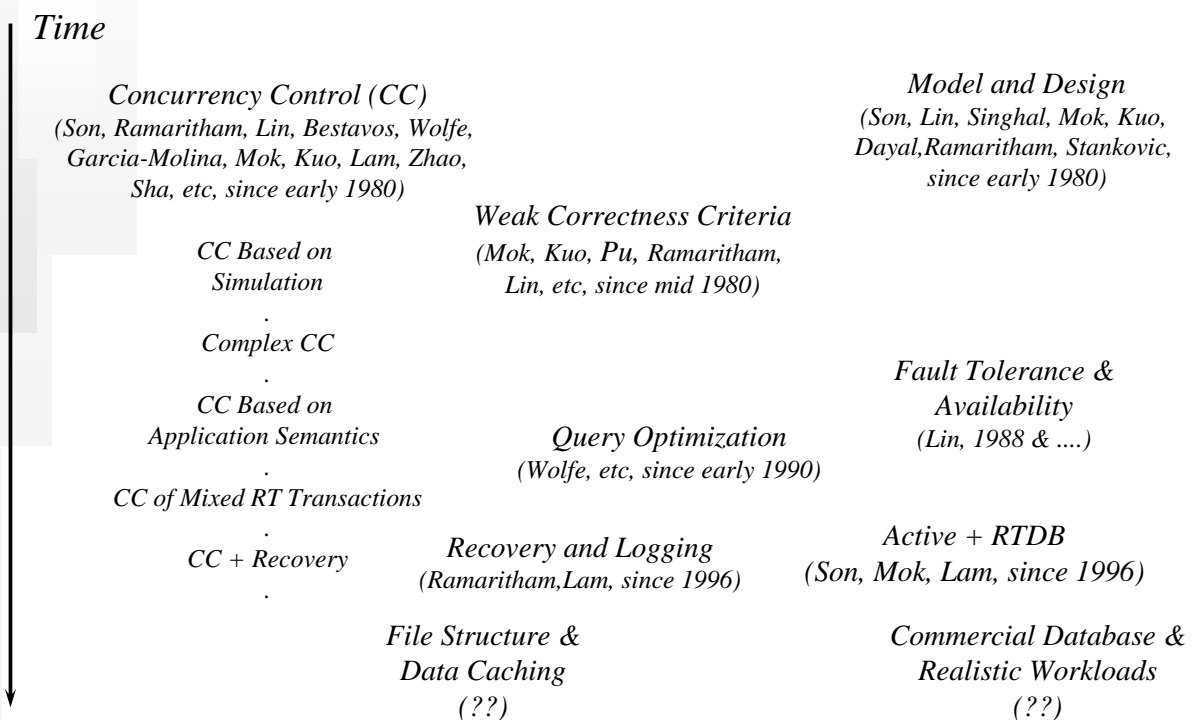 Time
Concurrency Control (CC)
(Son, Ramaritham, Lin, Bestavos, Wolfe,
Garcia-Molina, Mok, Kuo, Lam, Zhao,
Sha, etc, since early 1980)
Model and Design
(Son, Lin, Singhal, Mok, Kuo,
Dayal,Ramaritham, Stankovic,
since early 1980)
Weak Correctness Criteria
(Mok, Kuo, Pu, Ramaritham,
Lin, etc, since mid 1980)
CC Based on
Simulation
.
Complex CC
.
CC Based on
Application Semantics
.
CC of Mixed RT Transactions
.
CC + Recovery
.
Fault Tolerance &
Availability
(Lin, 1988 & ....)
Query Optimization
(Wolfe, etc, since early 1990)
Recovery and Logging
(Ramaritham,Lam, since 1996)
Active + RTDB
(Son, Mok, Lam, since 1996)
File Structure &
Data Caching
(??)
Commercial Database &
Realistic Workloads
(??)